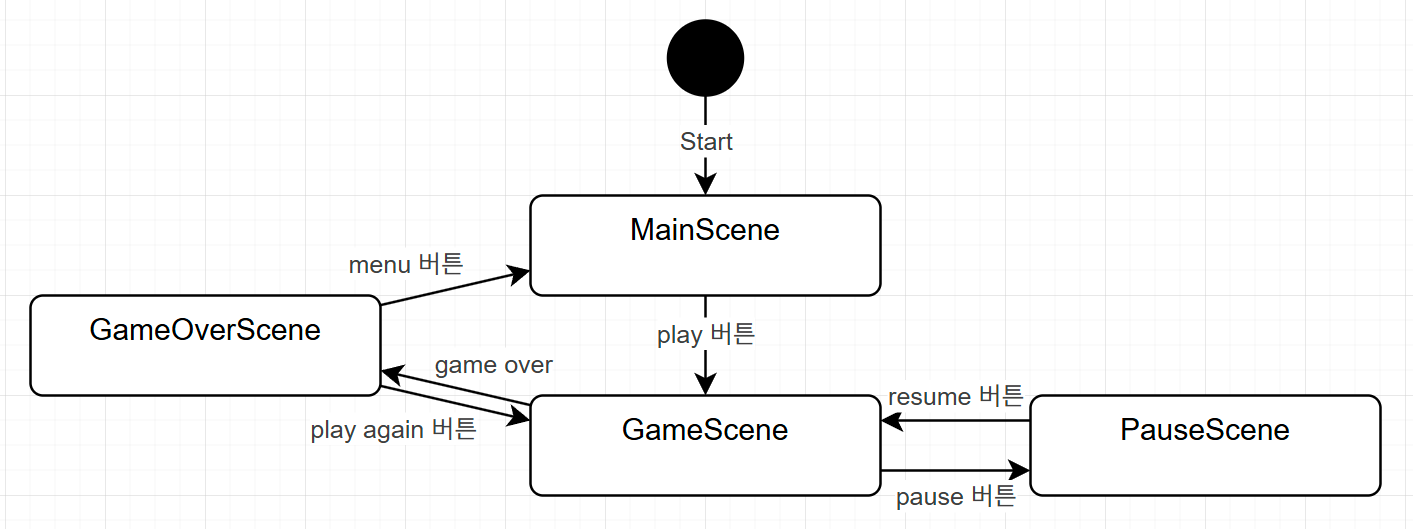 Start
MainScene
menu 버튼
GameOverScene
play 버튼
game over
play again 버튼
GameScene
resume 버튼
PauseScene
pause 버튼